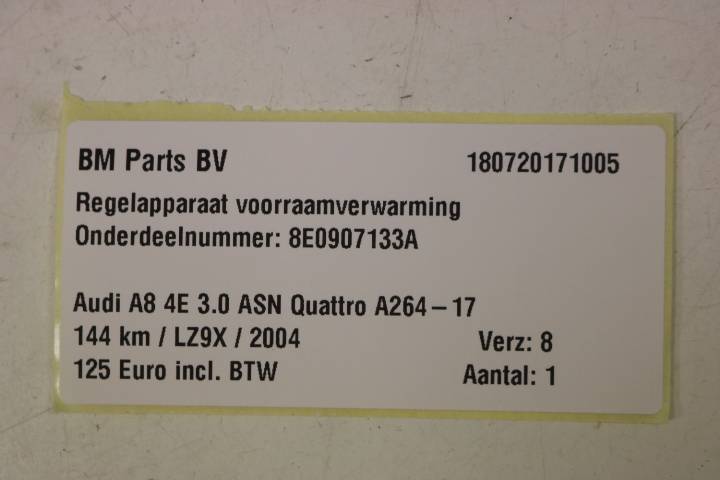 BM Parts BV 180720171005
Regelapparaat voorraamverwarming
Onderdeelnummer: 8E0907133A
Audi A8 4E 3.0 ASN Quattro A264-17
144 km / LZ9X / 2004 Verz: 8
125 Euro incl. BTW Aantal: 1